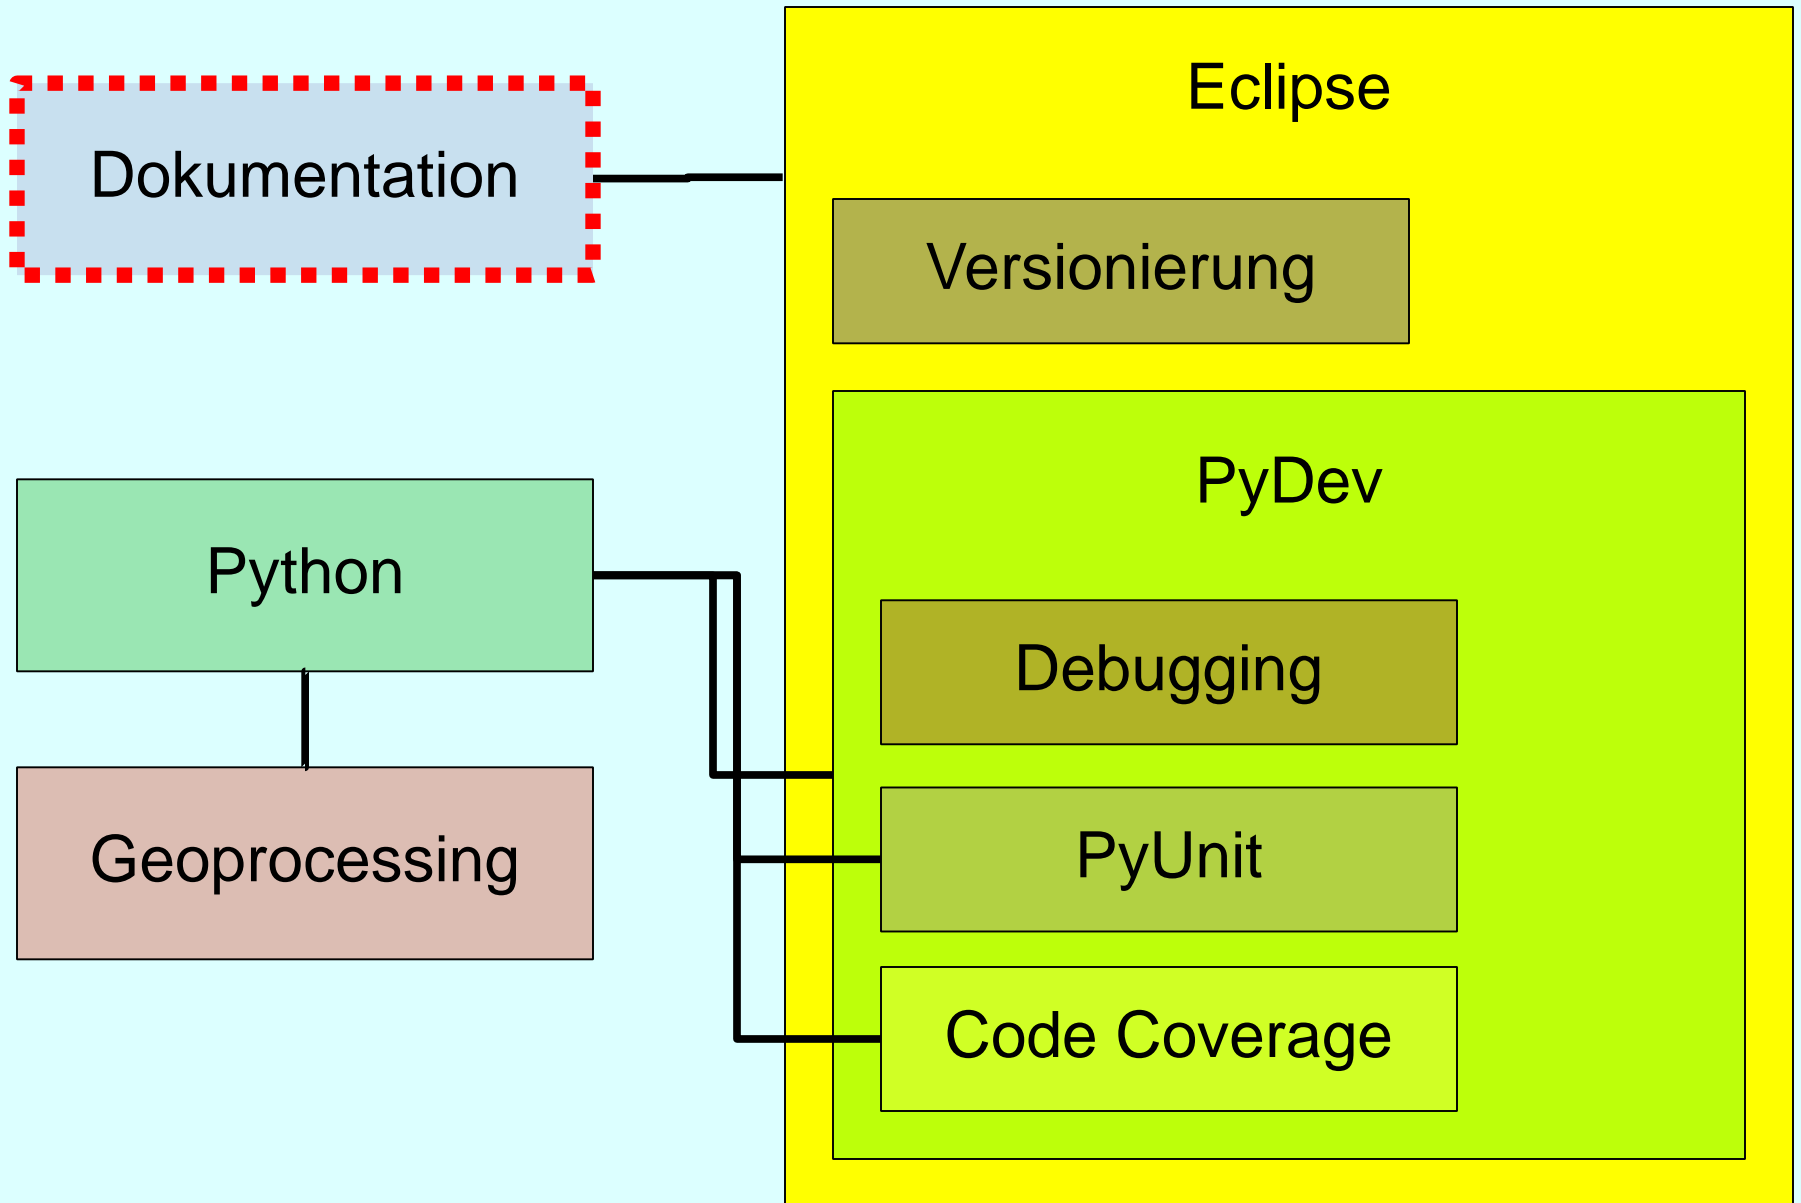 Eclipse
Dokumentation
Versionierung
PyDev
Python
Debugging
Geoprocessing
PyUnit
Code Coverage